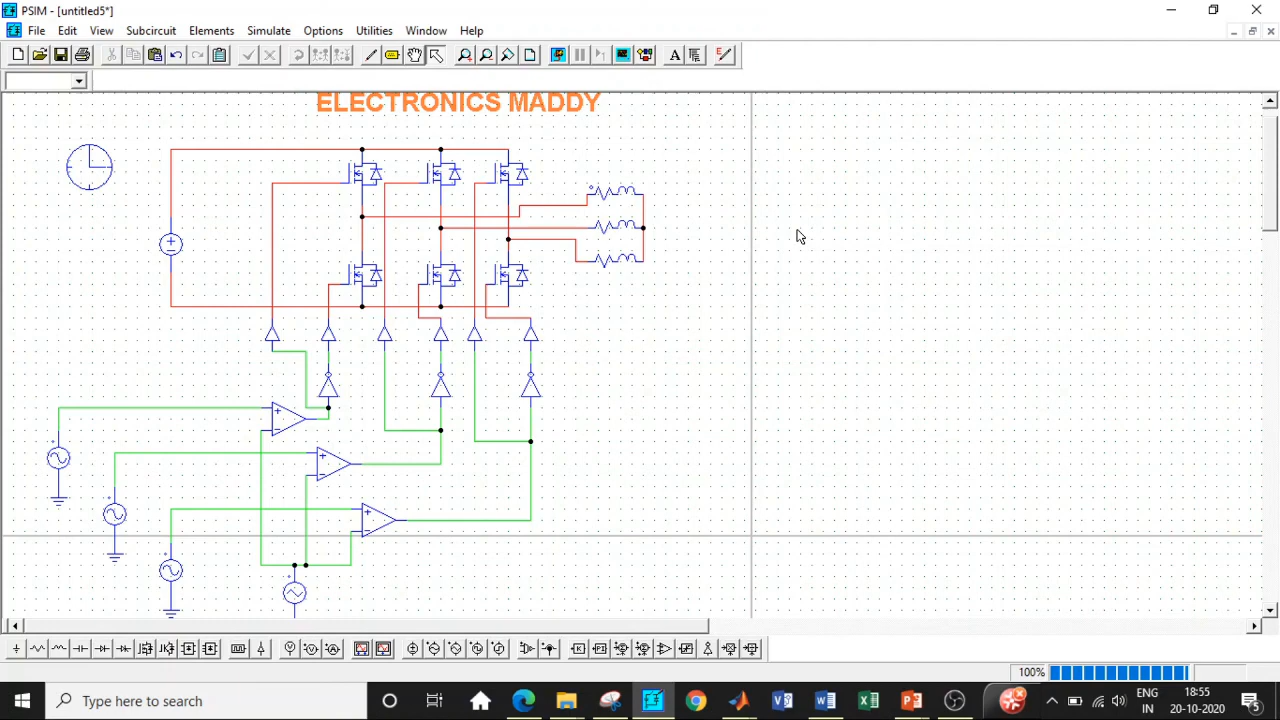 PSIM - [untitled5*]
File Edit View Subcircuit Elements Simulate Options Utilities Window Help
ELECTRONICS MADDY
100%
Type here to search
ENG
IN
18:55
20-10-2020
5